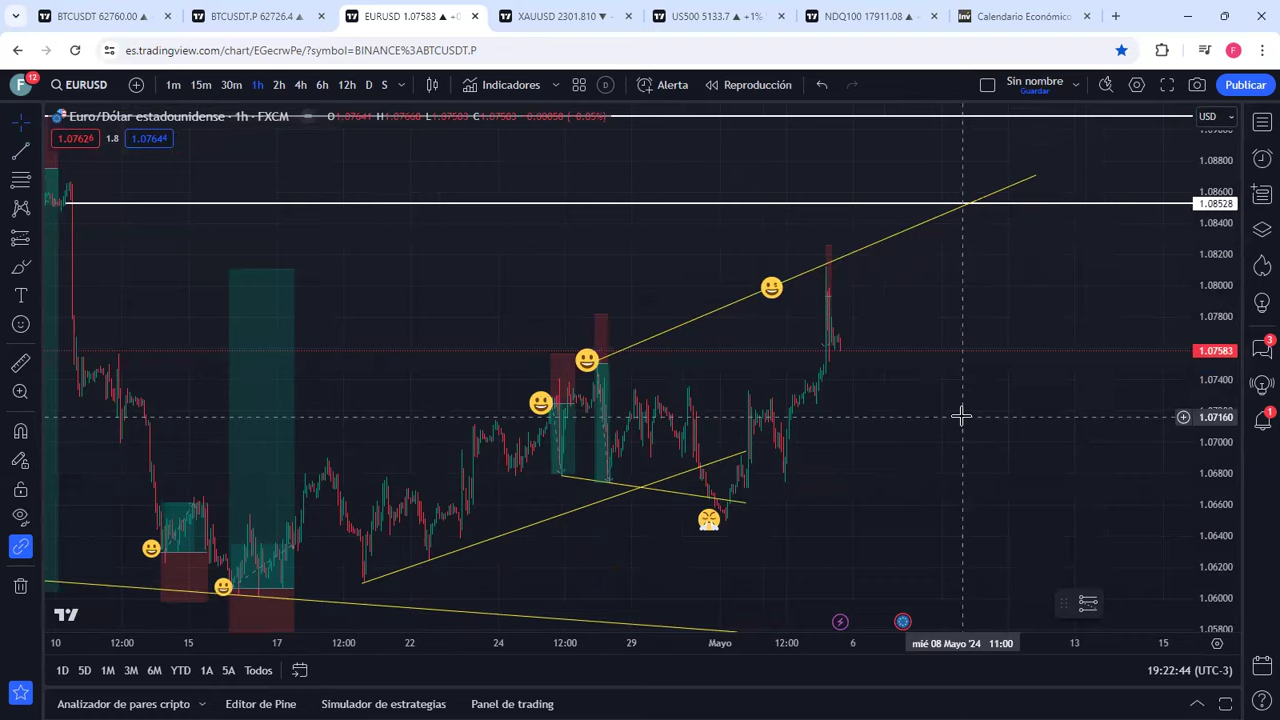 BTCUSDT 62760.00 ▲
BTCUSDT.P 62726.4 ▲
EURUSD 1.07583 ▲ +0
XAUUSD 2301.810 ▼ −
US500 5133.7 ▲ +1%
NDQ100 17911.08 ▲
Calendario Económico
es.tradingview.com/chart/EGecrwPe/?symbol=BINANCE%3ABTCUSDT.P
F
F 12 EURUSD 1m 15m 30m 1h 2h 4h 6h 12h D S Indicadores D Alerta Reproducción Sin nombre Publicar
Guardar
Euro/Dólar estadounidense · 1h · FXCM
USD
1.07626 1.8 1.07644
1.08800
1.08600
1.08528
1.08400
1.08200
1.08000
1.07800
1.07583
1.07400
1.07160
1.07000
1.06800
1.06600
1.06400
1.06200
1.06000
1.05800
3
1
10 12:00 15 17 12:00 22 24 12:00 29 Mayo 12:00 6 mié 08 Mayo '24 11:00 13 15
1D 5D 1M 3M 6M YTD 1A 5A Todos 19:22:44 (UTC-3)
Analizador de pares cripto Editor de Pine Simulador de estrategias Panel de trading